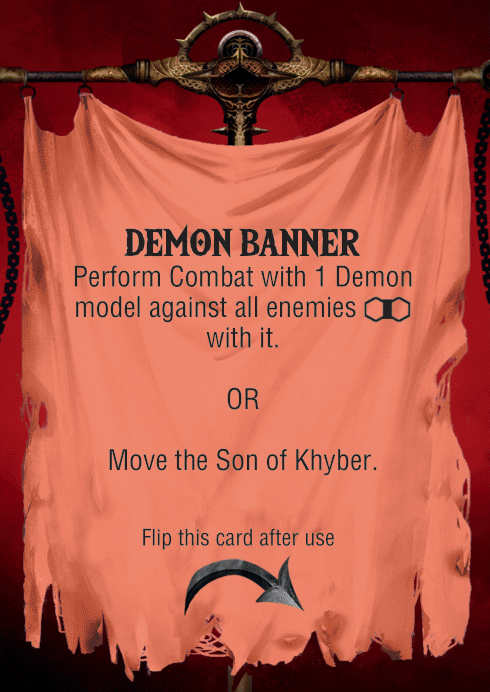 DEMON BANNER
Perform Combat with 1 Demon
model against all enemies
with it.
OR
Move the Son of Khyber.
Flip this card after use